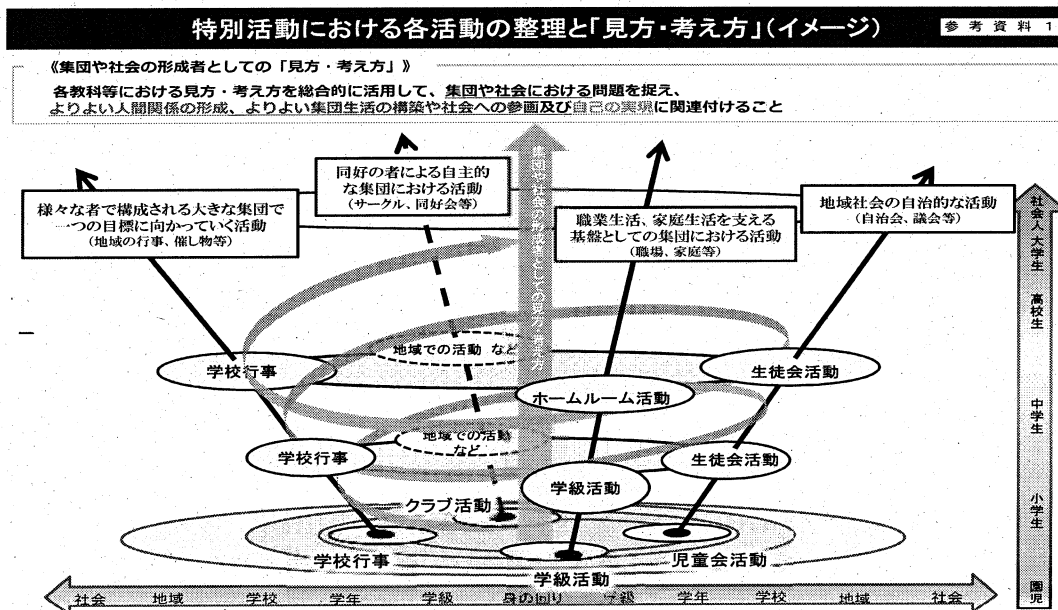 特別活動における各活動の整理と「見方・考え方」（イメージ）
参考資料１
《集団や社会の形成者としての「見方・考え方」》
各教科等における見方・考え方を総合的に活用して、集団や社会における問題を捉え、
よりよい人間関係の形成、よりよい集団生活の構築や社会への参画及び自己の実現に関連付けること
様々な者で構成される大きな集団で
一つの目標に向かっていく活動
（地域の行事、催し物等）
同好の者による自主的
な集団における活動
（サークル、同好会等）
集団や社会の形成者としての見方・考え方
職業生活、家庭生活を支える
基盤としての集団における活動
（職場、家庭等）
地域社会の自治的な活動
（自治会、議会等）
学校行事
地域での活動 など
ホームルーム活動
生徒会活動
学校行事
地域での活動
など
学級活動
生徒会活動
クラブ活動
学校行事
学級活動
児童会活動
社会人
大学生
高校生
中学生
小学生
園児
社会 地域 学校 学年 学級 身の回り 学級 学年 学校 地域 社会